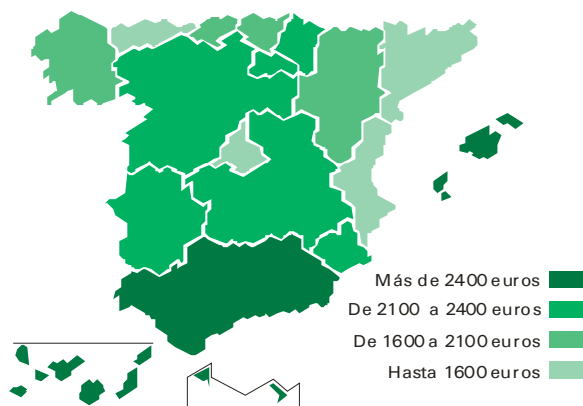 Más de 2400 euros
De 2100 a 2400 euros
De 1600 a 2100 euros
Hasta 1600 euros